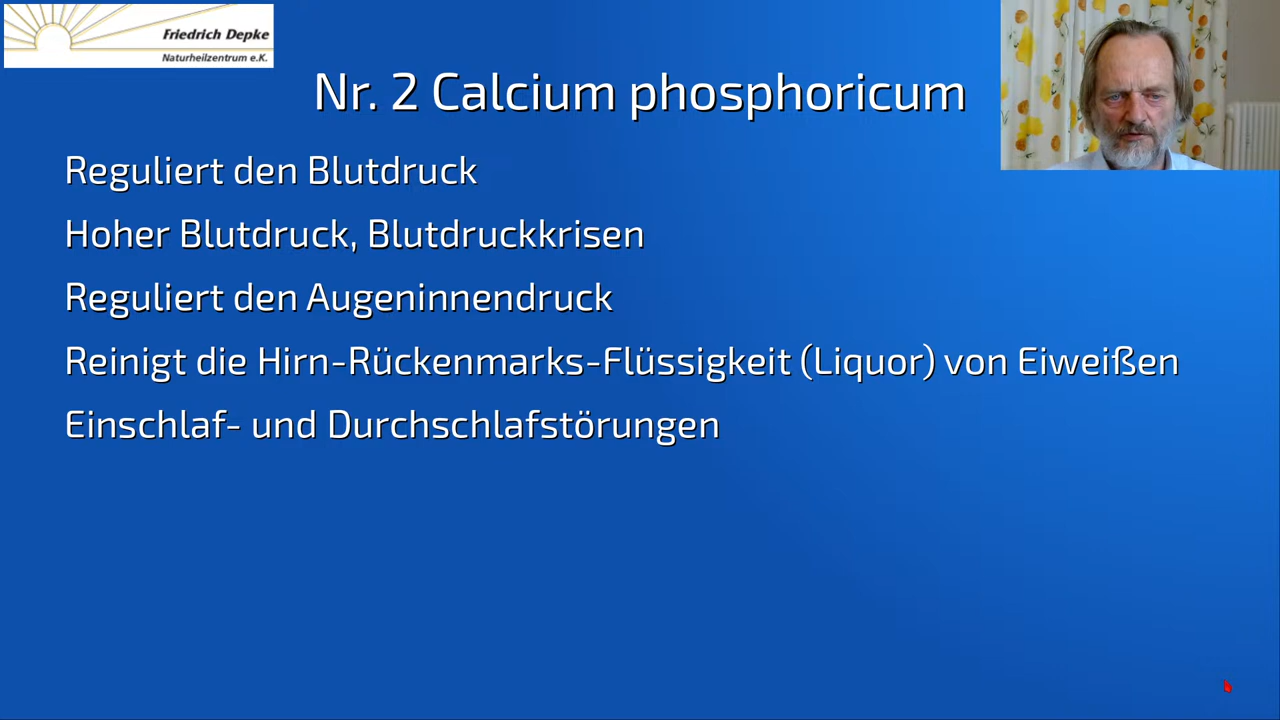 Friedrich Depke
Naturheilzentrum e.K.
Nr. 2 Calcium phosphoricum
Reguliert den Blutdruck
Hoher Blutdruck, Blutdruckkrisen
Reguliert den Augeninnendruck
Reinigt die Hirn-Rückenmarks-Flüssigkeit (Liquor) von Eiweißen
Einschlaf- und Durchschlafstörungen